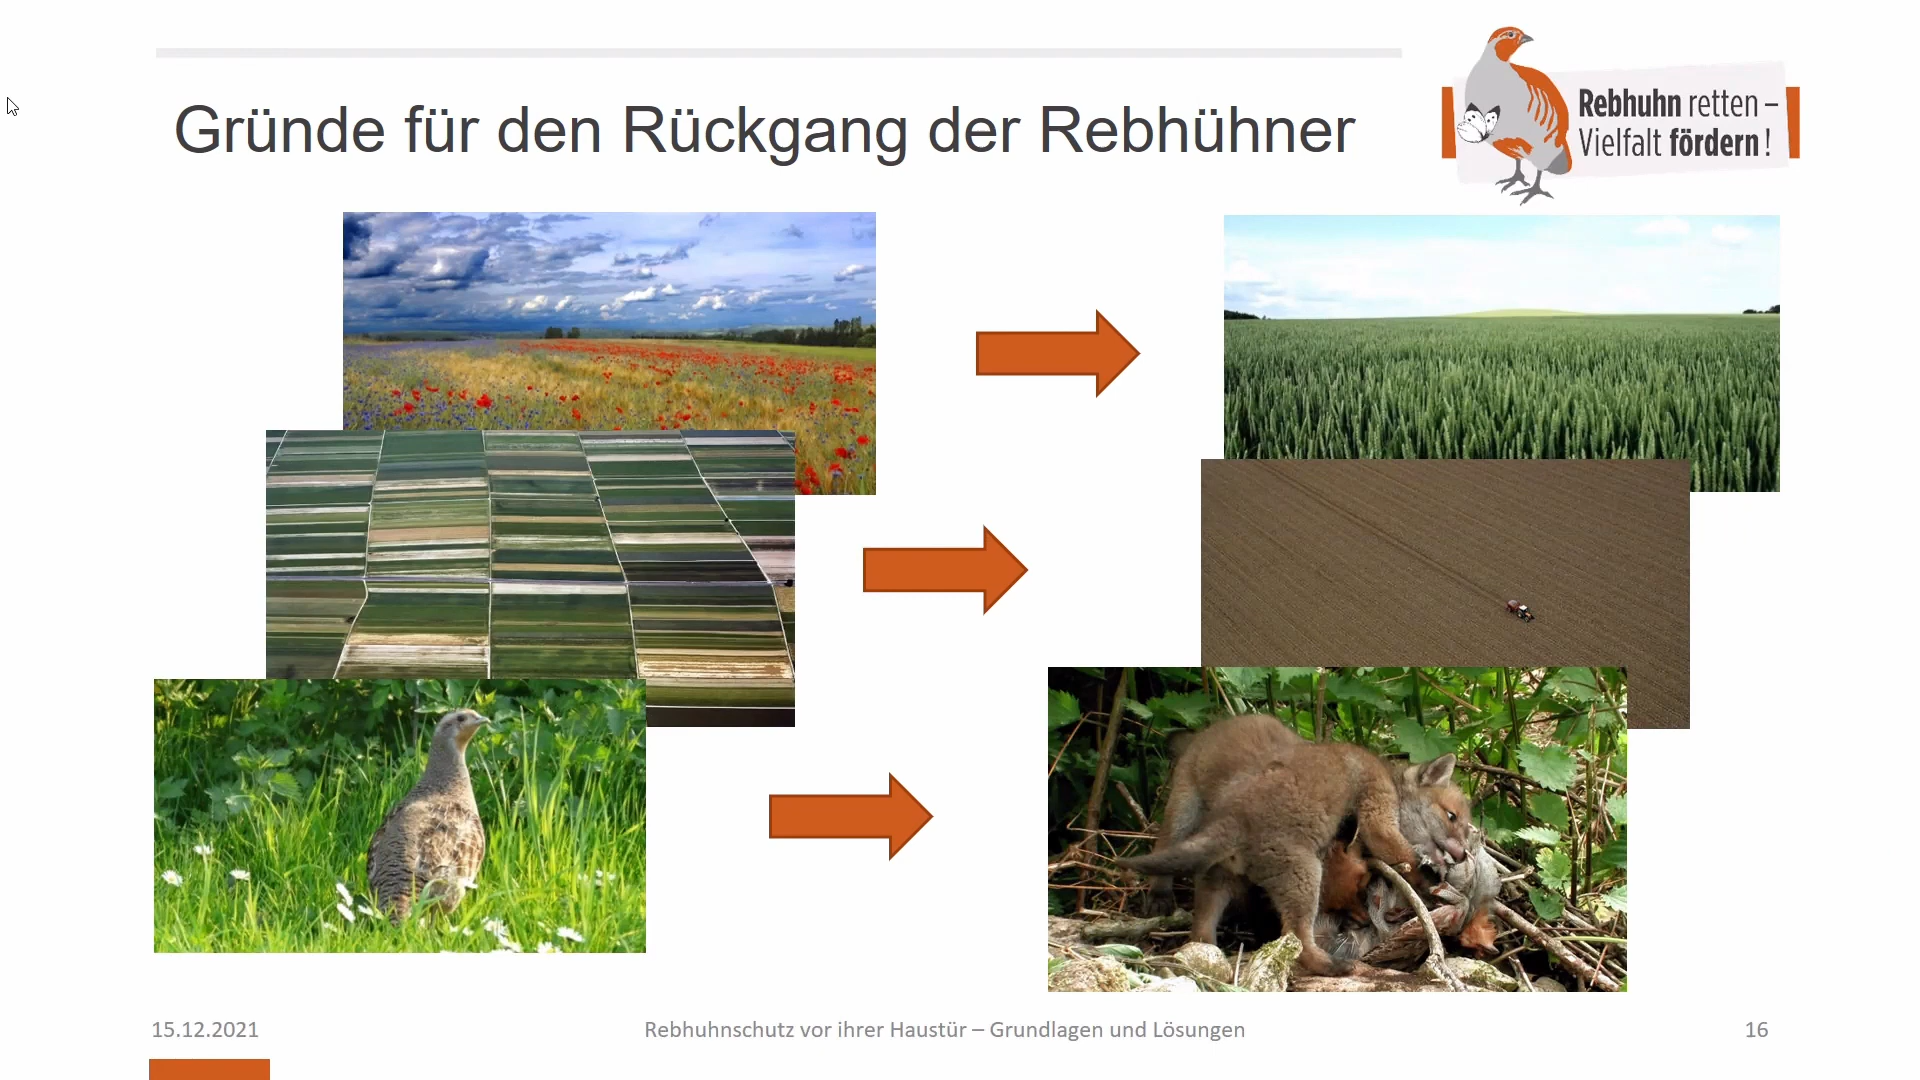 Gründe für den Rückgang der Rebhühner
Rebhuhn retten –
Vielfalt fördern !
15.12.2021
Rebhuhnschutz vor ihrer Haustür – Grundlagen und Lösungen
16